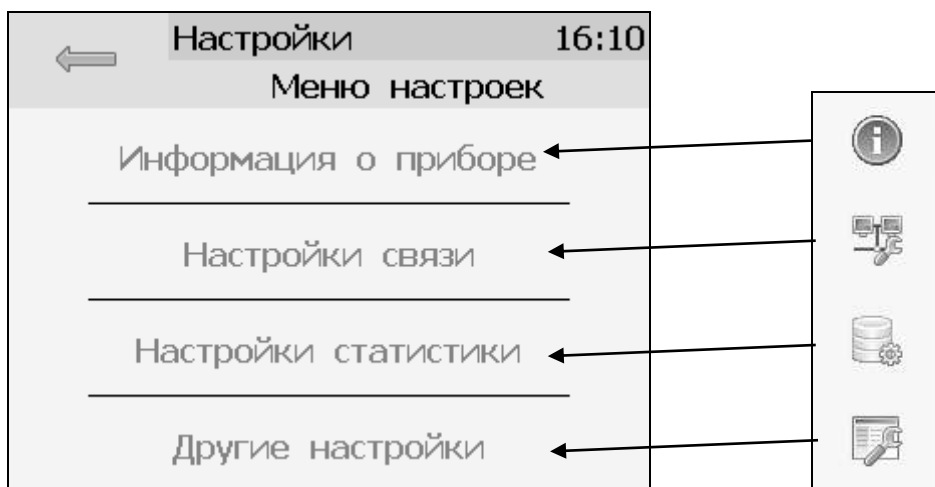 Настройки 16:10
Меню настроек
Информация о приборе
Настройки связи
Настройки статистики
Другие настройки